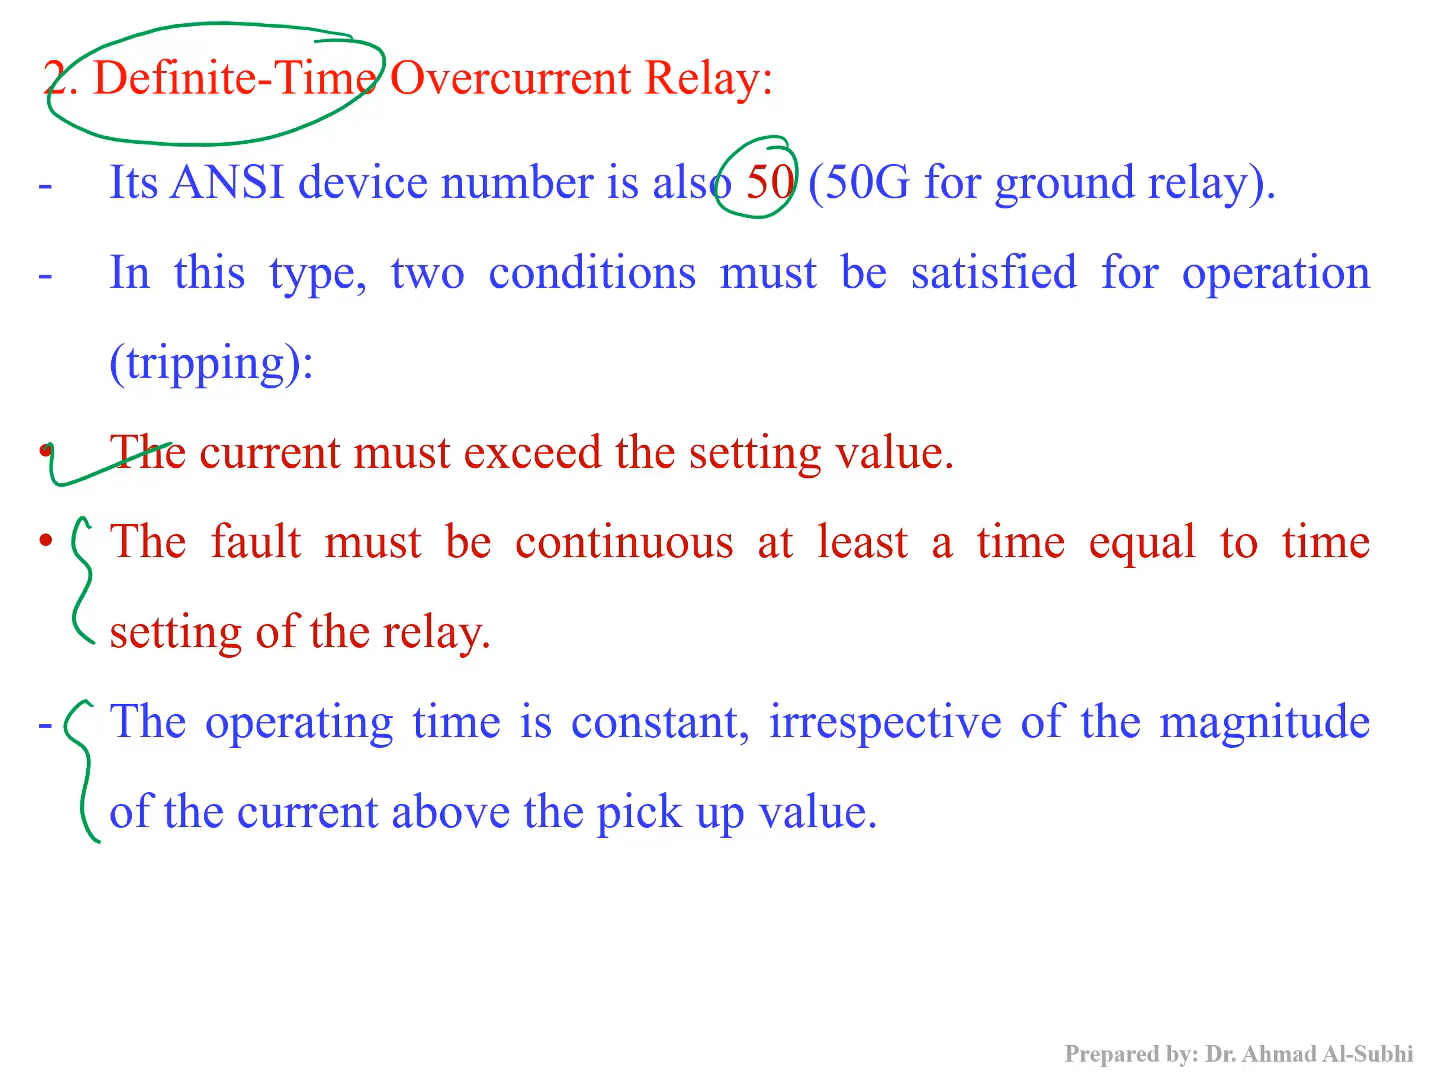 2. Definite-Time Overcurrent Relay:
- Its ANSI device number is also 50 (50G for ground relay).
- In this type, two conditions must be satisfied for operation
(tripping):
• The current must exceed the setting value.
• The fault must be continuous at least a time equal to time
setting of the relay.
- The operating time is constant, irrespective of the magnitude
of the current above the pick up value.
Prepared by: Dr. Ahmad Al-Subhi